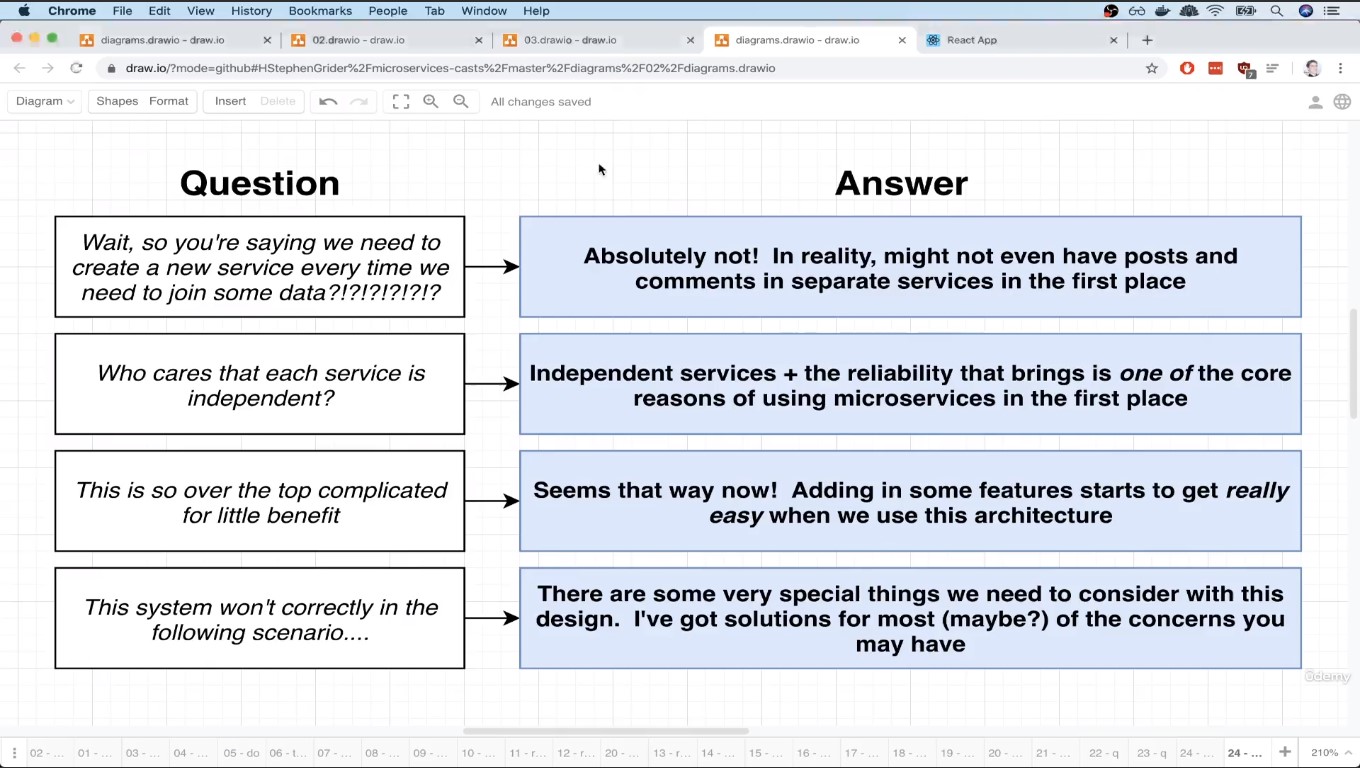 Chrome File Edit View History Bookmarks People Tab Window Help
diagrams.drawio - draw.io
02.drawio - draw.io
03.drawio - draw.io
diagrams.drawio - draw.io
React App
draw.io/?mode=github#HStephenGrider%2Fmicroservices-casts%2Fmaster%2Fdiagrams%2F02%2Fdiagrams.drawio
7
Diagram Shapes Format Insert Delete All changes saved
Question
Answer
Wait, so you're saying we need to
create a new service every time we
need to join some data?!?!?!?!?!?
Absolutely not! In reality, might not even have posts and
comments in separate services in the first place
Who cares that each service is
independent?
Independent services + the reliability that brings is one of the core
reasons of using microservices in the first place
This is so over the top complicated
for little benefit
Seems that way now! Adding in some features starts to get really
easy when we use this architecture
This system won't correctly in the
following scenario....
There are some very special things we need to consider with this
design. I've got solutions for most (maybe?) of the concerns you
may have
ûdemy
02 - ... 01 - ... 03 - ... 04 - ... 05 - do 06 - t... 07 - ... 08 - ... 09 - ... 10 - ... 11 - r... 12 - r... 20 - ... 13 - r... 14 - ... 15 - ... 16 - ... 17 - ... 18 - ... 19 - ... 20 - ... 21 - ... 22 - q 23 - q 24 - ... 24 - ... 210%